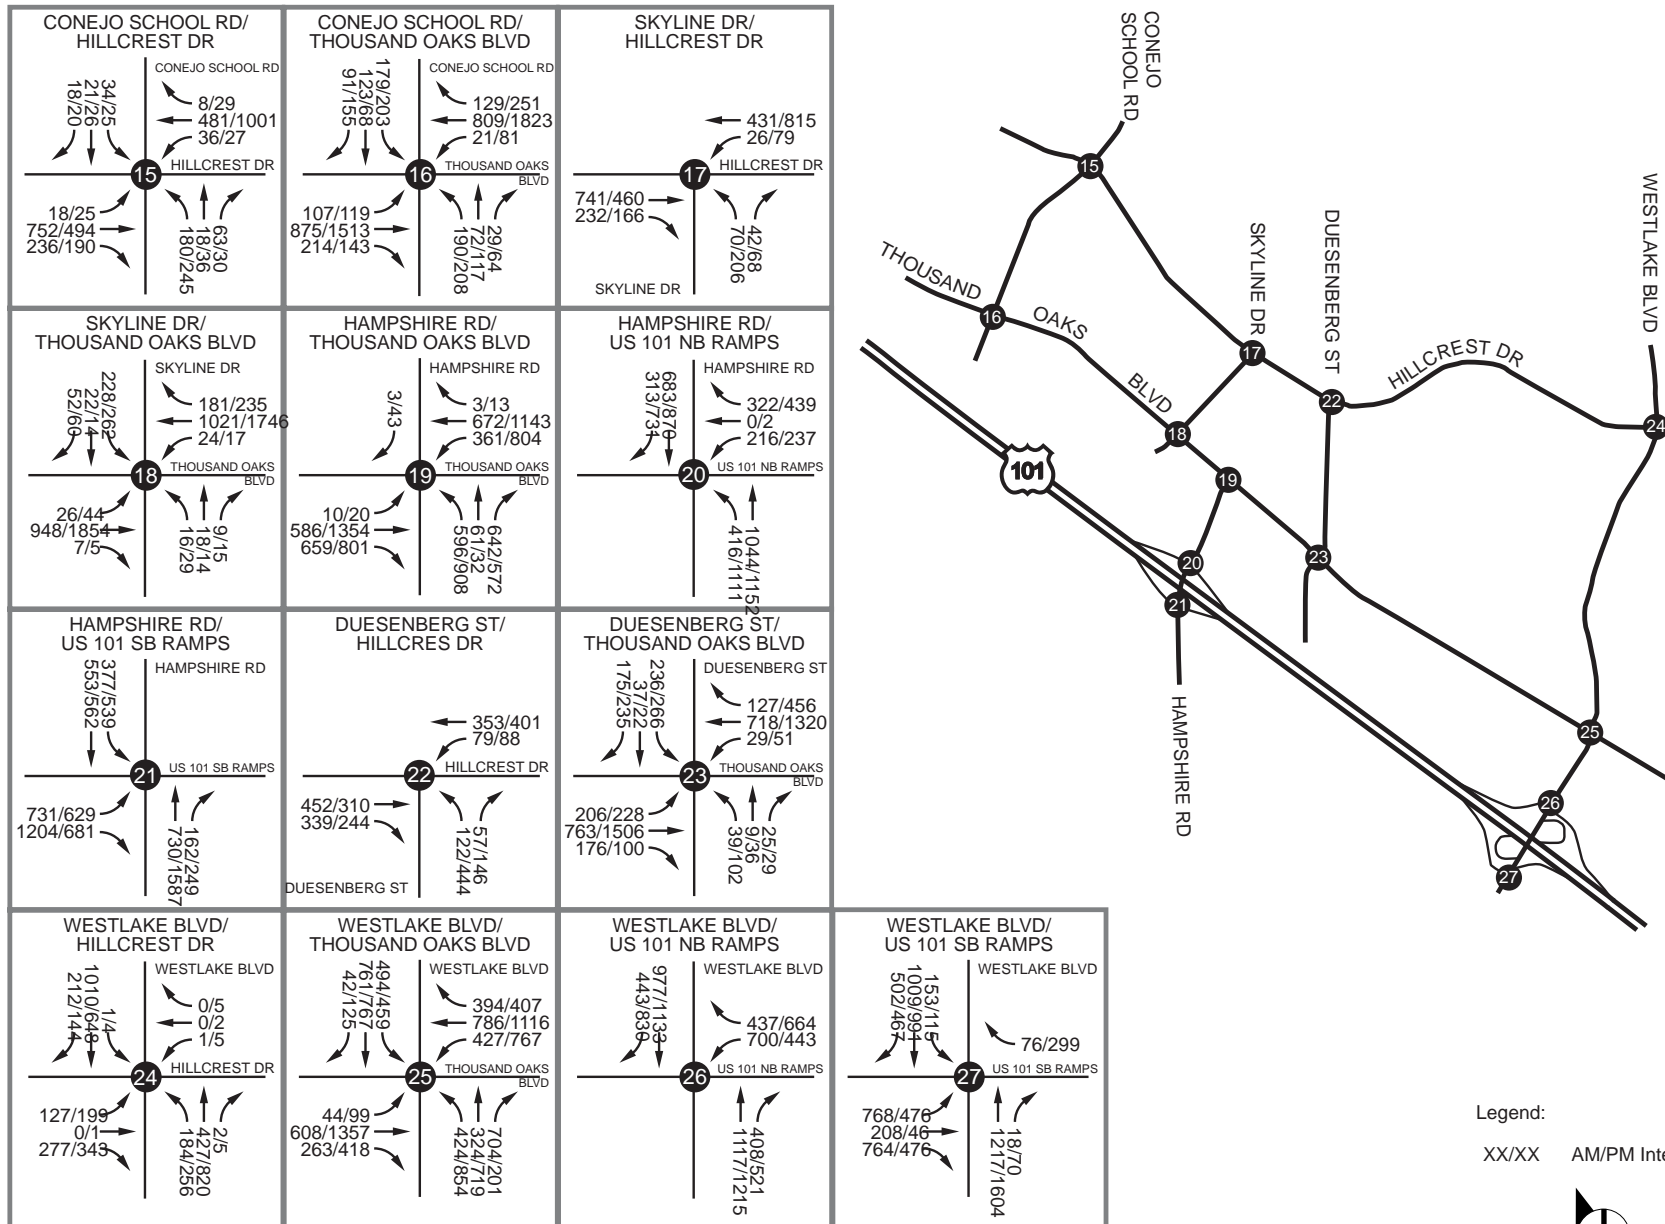 CONEJO SCHOOL RD/
HILLCREST DR
CONEJO SCHOOL RD
18/20
21/26
34/25
8/29
481/1001
36/27
15
HILLCREST DR
18/25
752/494
236/190
180/245
18/36
63/30
CONEJO SCHOOL RD/
THOUSAND OAKS BLVD
CONEJO SCHOOL RD
91/155
123/68
179/203
129/251
809/1823
21/81
16
THOUSAND OAKS
BLVD
107/119
875/1513
214/143
190/208
72/117
29/64
SKYLINE DR/
HILLCREST DR
431/815
26/79
17
HILLCREST DR
741/460
232/166
70/206
42/68
SKYLINE DR
SKYLINE DR/
THOUSAND OAKS BLVD
SKYLINE DR
52/60
22/14
228/262
181/235
1021/1746
24/17
18
THOUSAND OAKS
BLVD
26/44
948/1854
7/5
16/29
18/14
9/15
HAMPSHIRE RD/
THOUSAND OAKS BLVD
HAMPSHIRE RD
3/43
3/13
672/1143
361/804
19
THOUSAND OAKS
BLVD
10/20
586/1354
659/801
596/908
61/32
642/572
HAMPSHIRE RD/
US 101 NB RAMPS
HAMPSHIRE RD
313/731
683/870
322/439
0/2
216/237
20
US 101 NB RAMPS
416/1111
1044/1152
HAMPSHIRE RD/
US 101 SB RAMPS
HAMPSHIRE RD
553/562
377/539
21
US 101 SB RAMPS
731/629
1204/681
730/1587
162/249
DUESENBERG ST/
HILLCRES DR
353/401
79/88
22
HILLCREST DR
452/310
339/244
122/444
57/146
DUESENBERG ST
DUESENBERG ST/
THOUSAND OAKS BLVD
DUESENBERG ST
175/235
37/22
236/266
127/456
718/1320
29/51
23
THOUSAND OAKS
BLVD
206/228
763/1506
176/100
39/102
9/36
25/29
WESTLAKE BLVD/
HILLCREST DR
WESTLAKE BLVD
212/144
1010/648
1/4
0/5
0/2
1/5
24
HILLCREST DR
127/199
0/1
277/343
184/256
427/820
2/5
WESTLAKE BLVD/
THOUSAND OAKS BLVD
WESTLAKE BLVD
42/125
761/767
494/459
394/407
786/1116
427/767
25
THOUSAND OAKS
BLVD
44/99
608/1357
263/418
424/854
324/719
704/201
WESTLAKE BLVD/
US 101 NB RAMPS
WESTLAKE BLVD
443/830
977/1133
437/664
700/443
26
US 101 NB RAMPS
1117/1215
408/521
WESTLAKE BLVD/
US 101 SB RAMPS
WESTLAKE BLVD
502/467
1009/991
153/115
76/299
27
US 101 SB RAMPS
768/476
208/46
764/476
1217/1604
18/70
CONEJO
SCHOOL RD
15
THOUSAND
16
OAKS
BLVD
SKYLINE DR
17
DUESENBERG ST
22
HILLCREST DR
WESTLAKE BLVD
24
18
101
19
20
23
21
HAMPSHIRE RD
25
26
27
Legend:
XX/XX AM/PM Inte